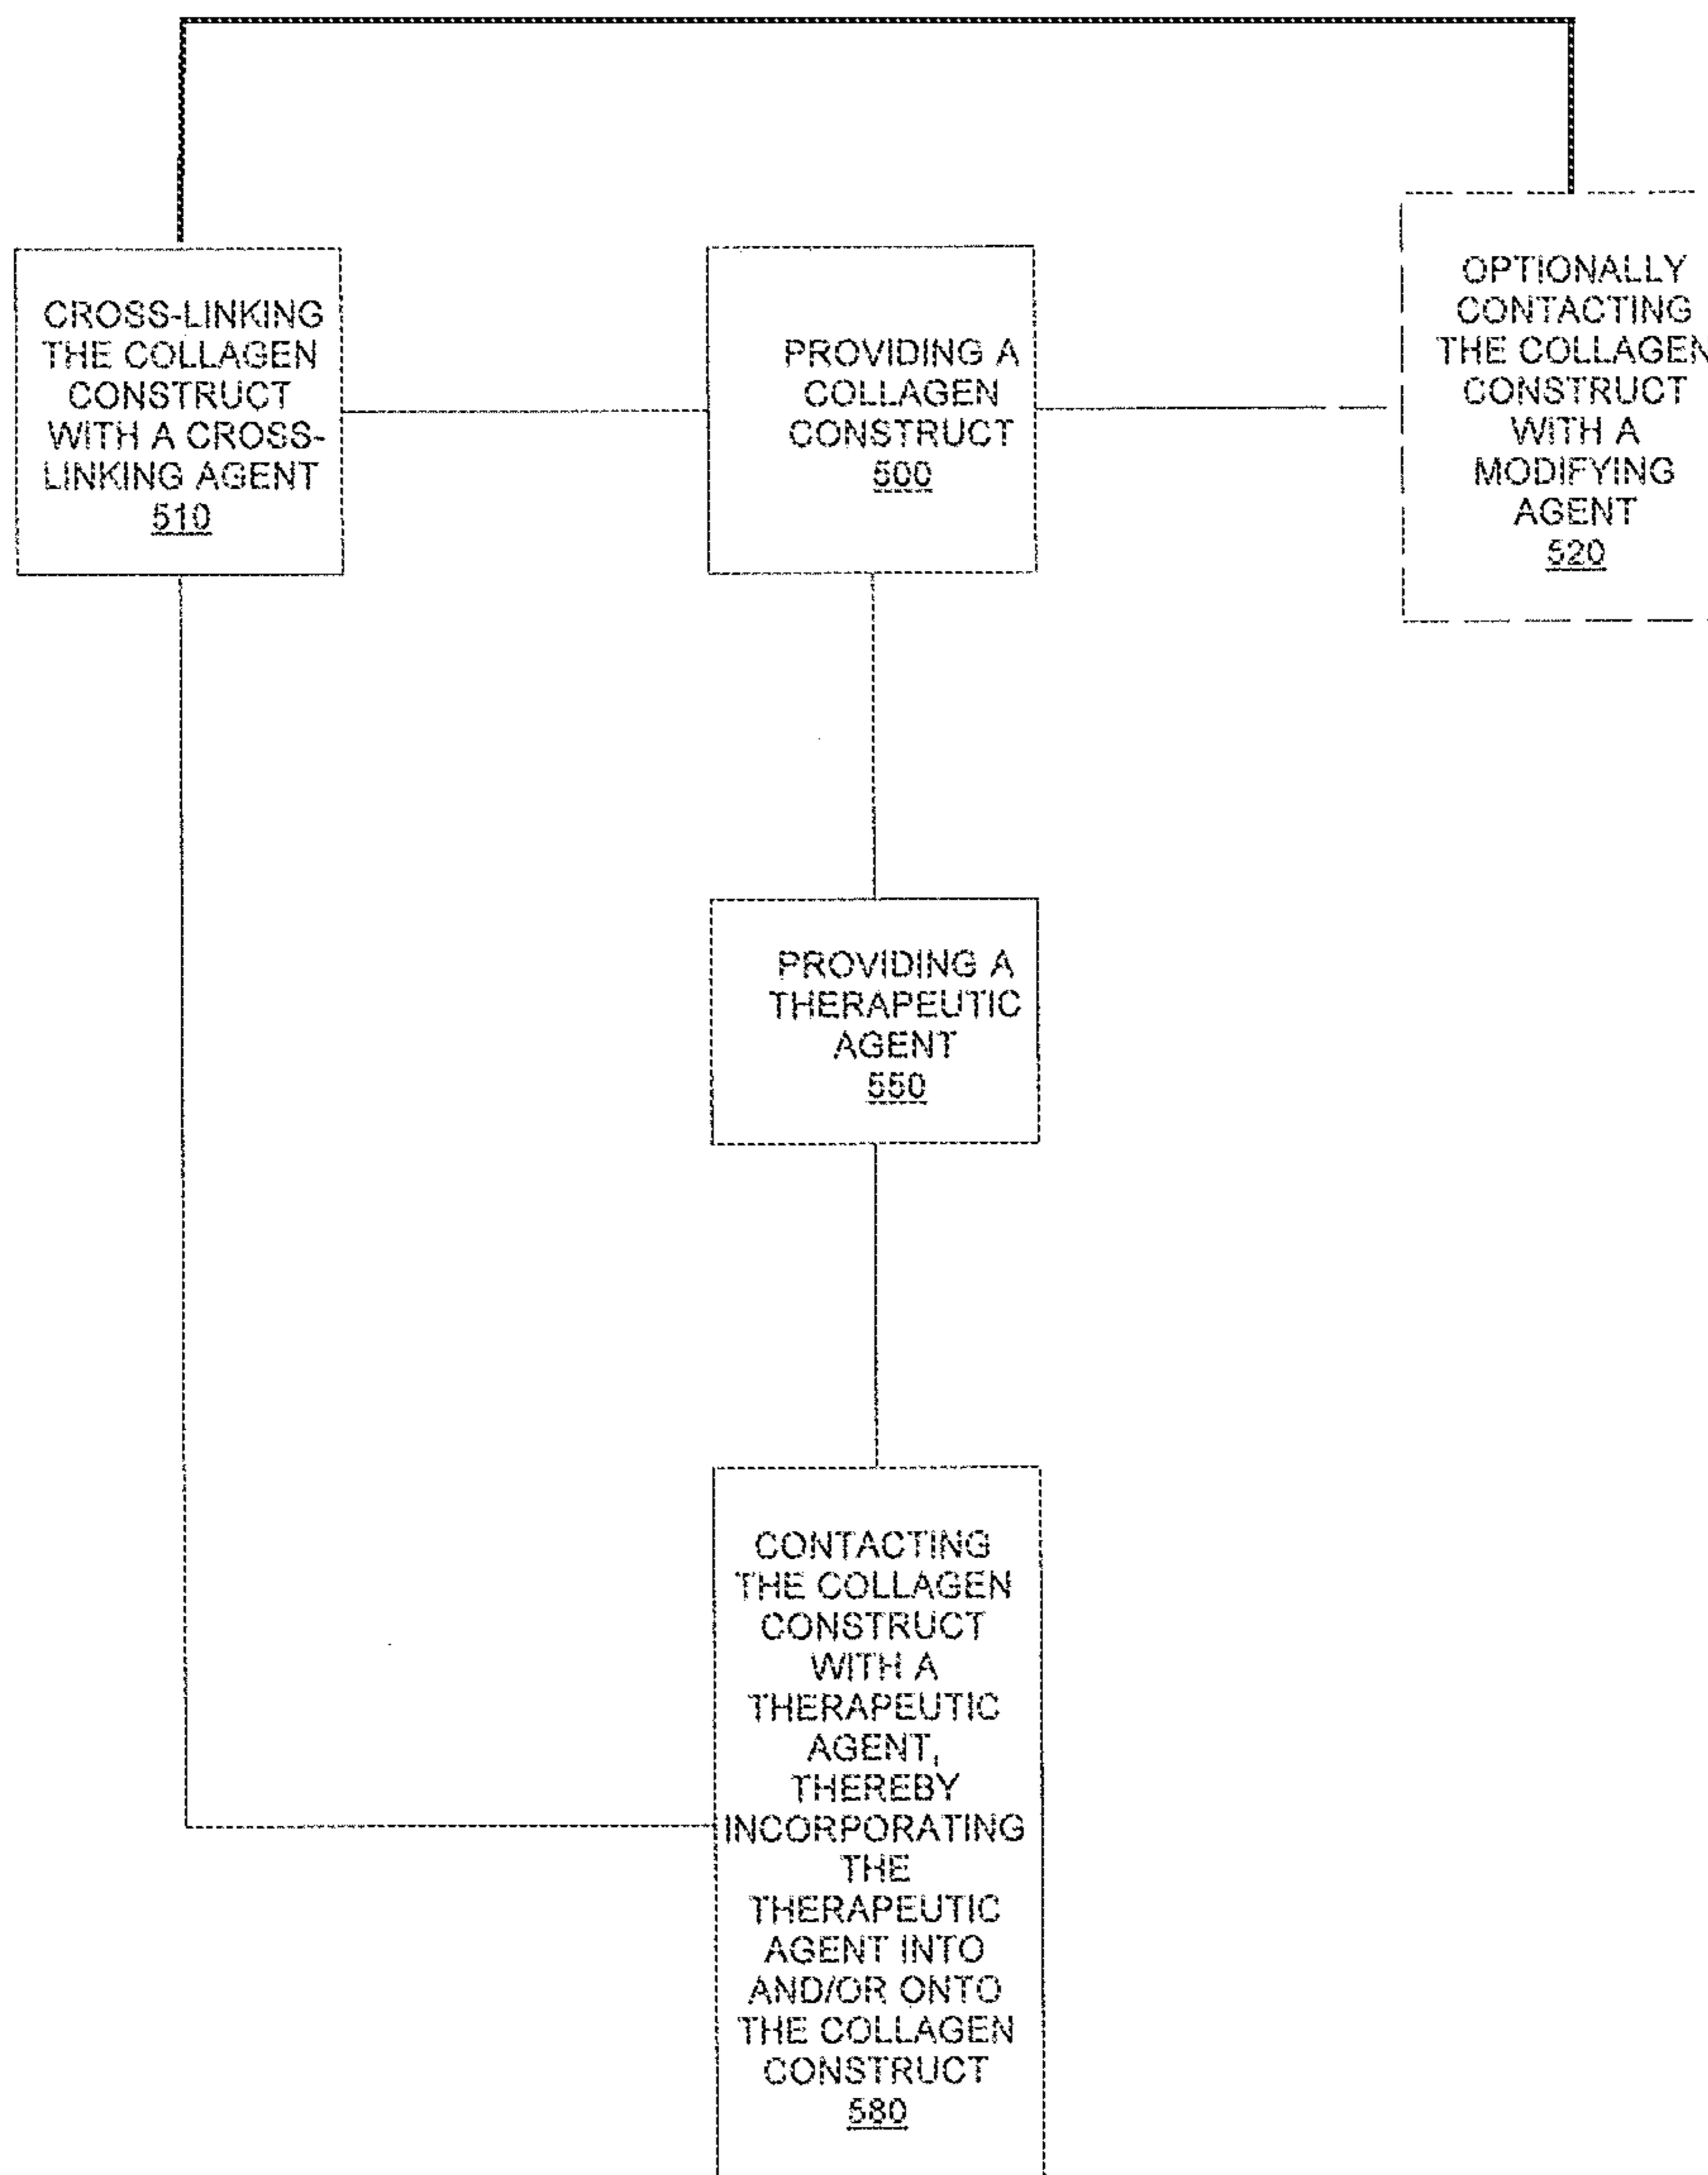 CROSS-LINKING
THE COLLAGEN
CONSTRUCT
WITH A CROSS-
LINKING AGENT
510
PROVIDING A
COLLAGEN
CONSTRUCT
500
OPTIONALLY
CONTACTING
THE COLLAGEN
CONSTRUCT
WITH A
MODIFYING
AGENT
520
PROVIDING A
THERAPEUTIC
AGENT
550
CONTACTING
THE COLLAGEN
CONSTRUCT
WITH A
THERAPEUTIC
AGENT,
THEREBY
INCORPORATING
THE
THERAPEUTIC
AGENT INTO
AND/OR ONTO
THE COLLAGEN
CONSTRUCT
580